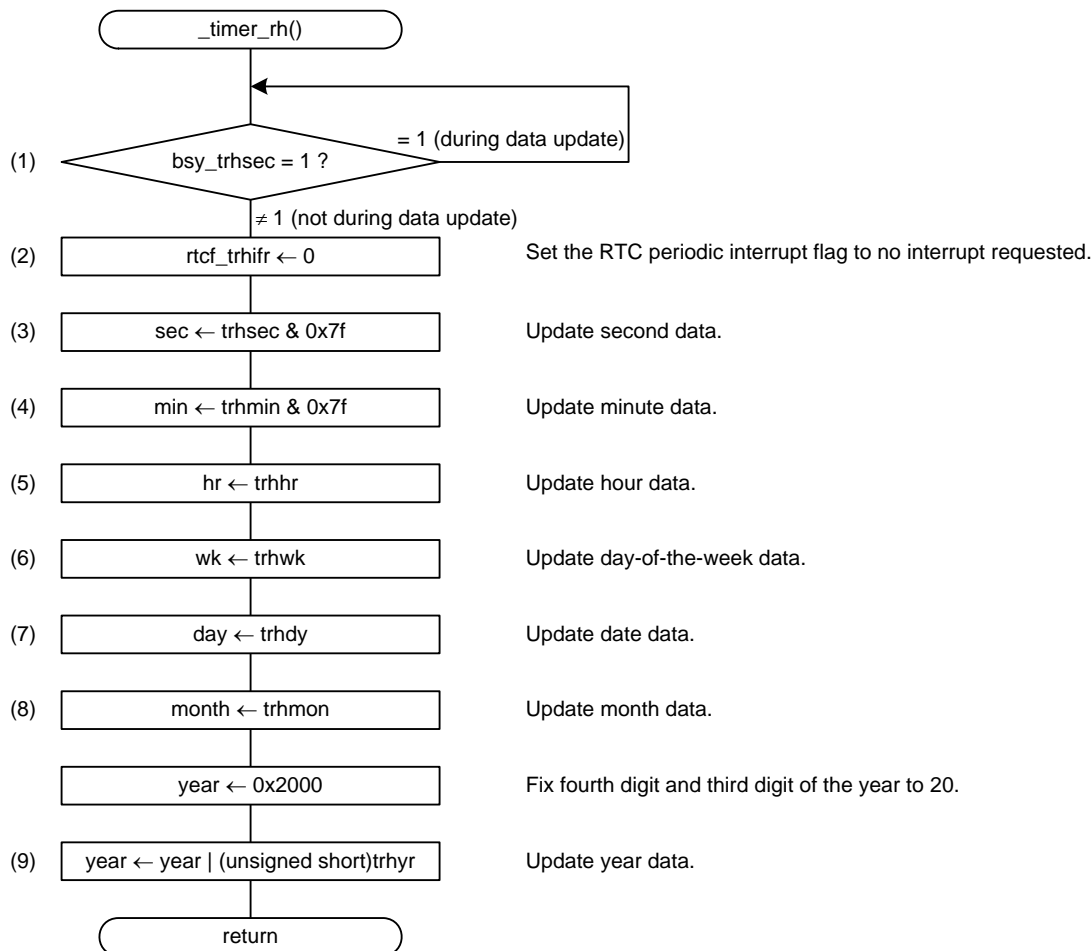 _timer_rh()
= 1 (during data update)
(1) bsy_trhsec = 1 ?
≠ 1 (not during data update)
(2) rtcf_trhifr ← 0 Set the RTC periodic interrupt flag to no interrupt requested.
(3) sec ← trhsec & 0x7f Update second data.
(4) min ← trhmin & 0x7f Update minute data.
(5) hr ← trhhr Update hour data.
(6) wk ← trhwk Update day-of-the-week data.
(7) day ← trhdy Update date data.
(8) month ← trhmon Update month data.
year ← 0x2000 Fix fourth digit and third digit of the year to 20.
(9) year ← year | (unsigned short)trhyr Update year data.
return